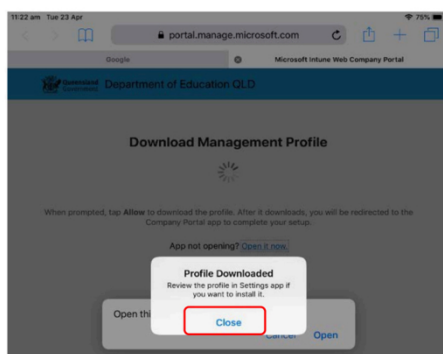 11:22 am Tue 23 Apr
75%
portal.manage.microsoft.com
Google
Microsoft Intune Web Company Portal
Queensland
Government
Department of Education QLD
Download Management Profile
When prompted, tap Allow to download the profile. After it downloads, you will be redirected to the
Company Portal app to complete your setup.
App not opening? Open it now.
Profile Downloaded
Review the profile in Settings app if
you want to install it.
Close
Open thi
Cancel
Open